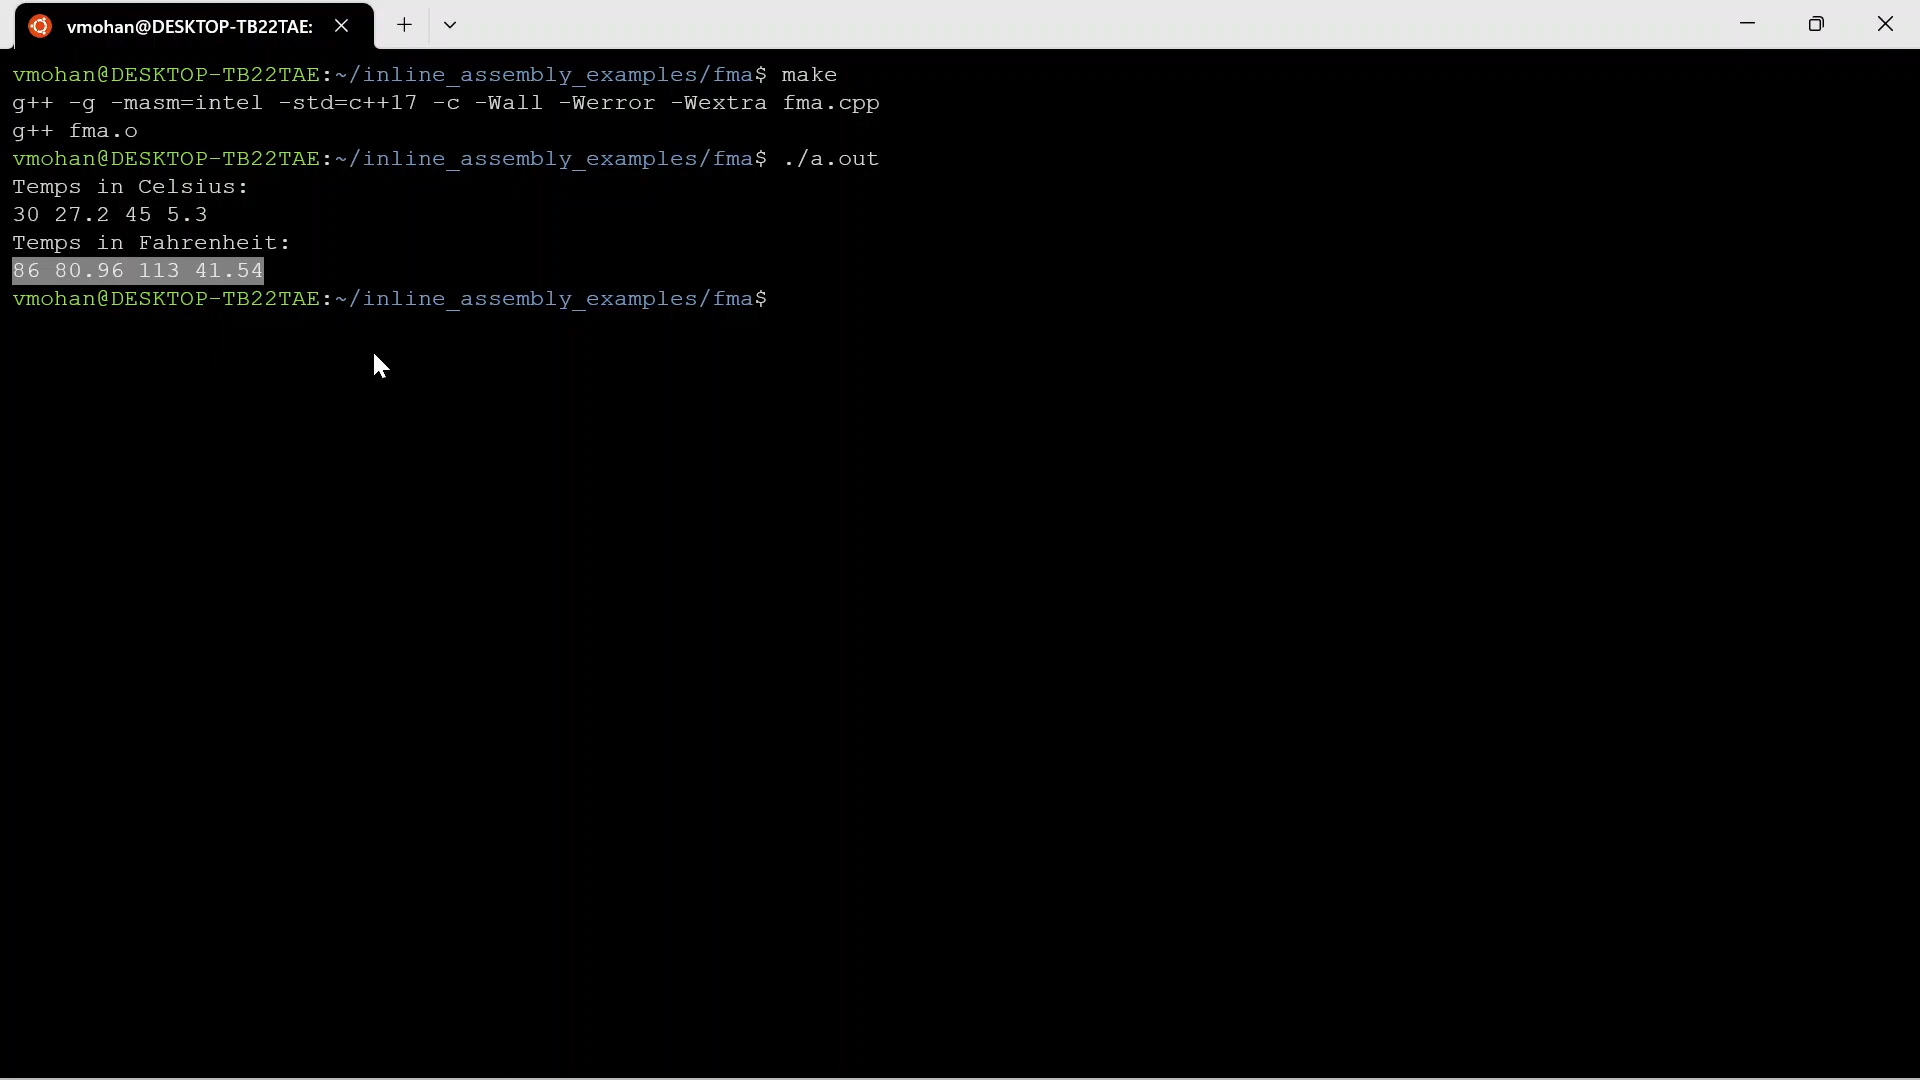 vmohan@DESKTOP-TB22TAE:
vmohan@DESKTOP-TB22TAE:~/inline_assembly_examples/fma$ make
g++ -g -masm=intel -std=c++17 -c -Wall -Werror -Wextra fma.cpp
g++ fma.o
vmohan@DESKTOP-TB22TAE:~/inline_assembly_examples/fma$ ./a.out
Temps in Celsius:
30 27.2 45 5.3
Temps in Fahrenheit:
86 80.96 113 41.54
vmohan@DESKTOP-TB22TAE:~/inline_assembly_examples/fma$